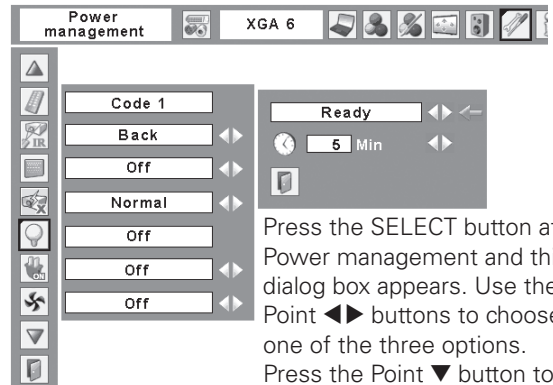 Power management
XGA 6
Code 1
Back
Off
Normal
Off
Off
Off
IR
ON
Ready
5 Min
Press the SELECT button at
Power management and
dialog box appears. Use the
Point ◀▶ buttons to choose
one of the three options.
Press the Point ▼ button to